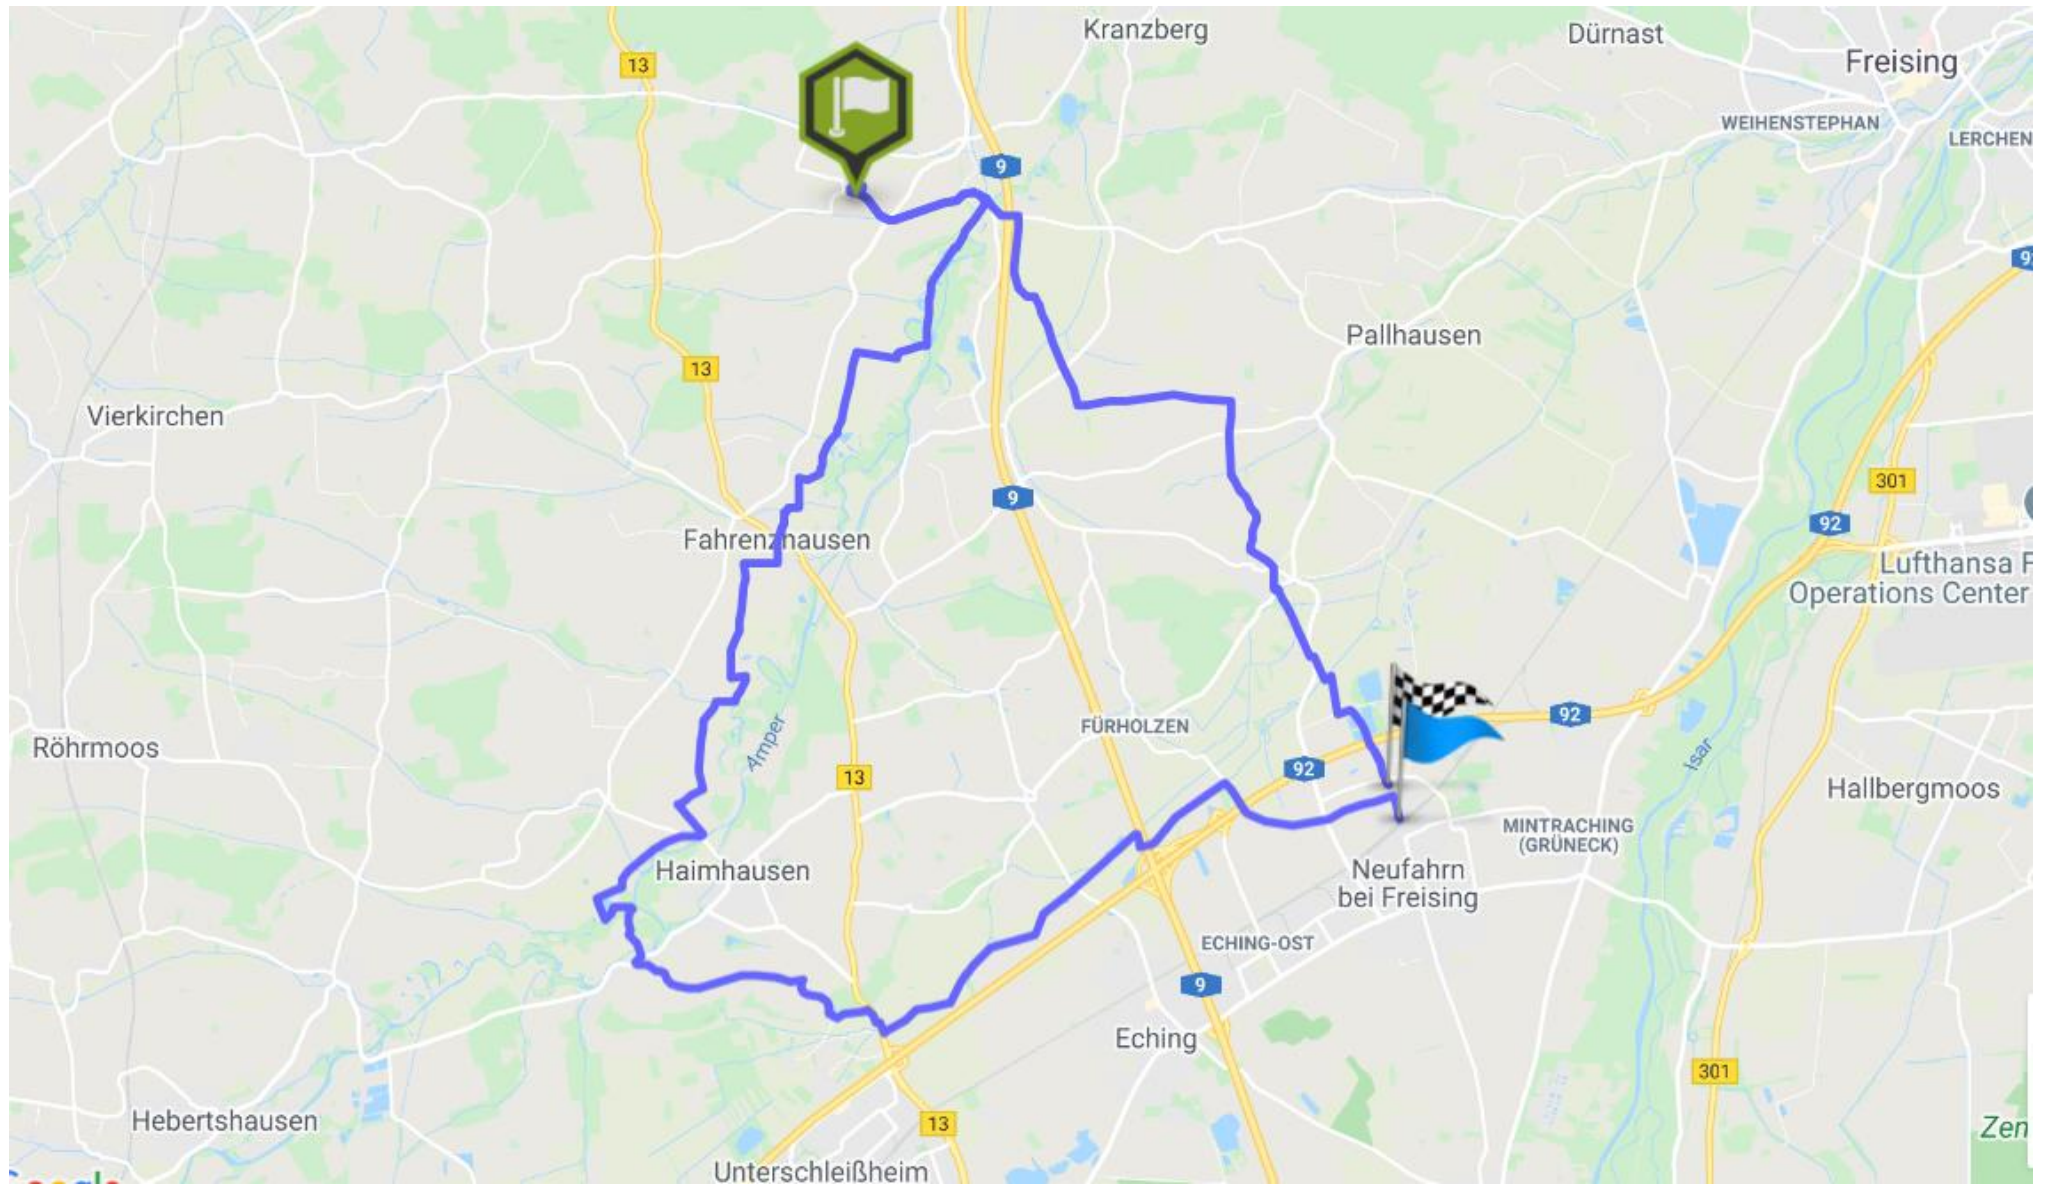 Kranzberg
Dürnast
Freising
13
WEIHENSTEPHAN
LERCHEN
9
9
Pallhausen
13
Vierkirchen
301
9
92
Fahrenzhausen
Lufthansa F
Operations Center
92
FÜRHOLZEN
Röhrmoos
Amper
Isar
92
13
Hallbergmoos
MINTRACHING
(GRÜNECK)
Haimhausen
Neufahrn
bei Freising
ECHING-OST
9
Eching
301
Hebertshausen
13
Zen
Unterschleißheim